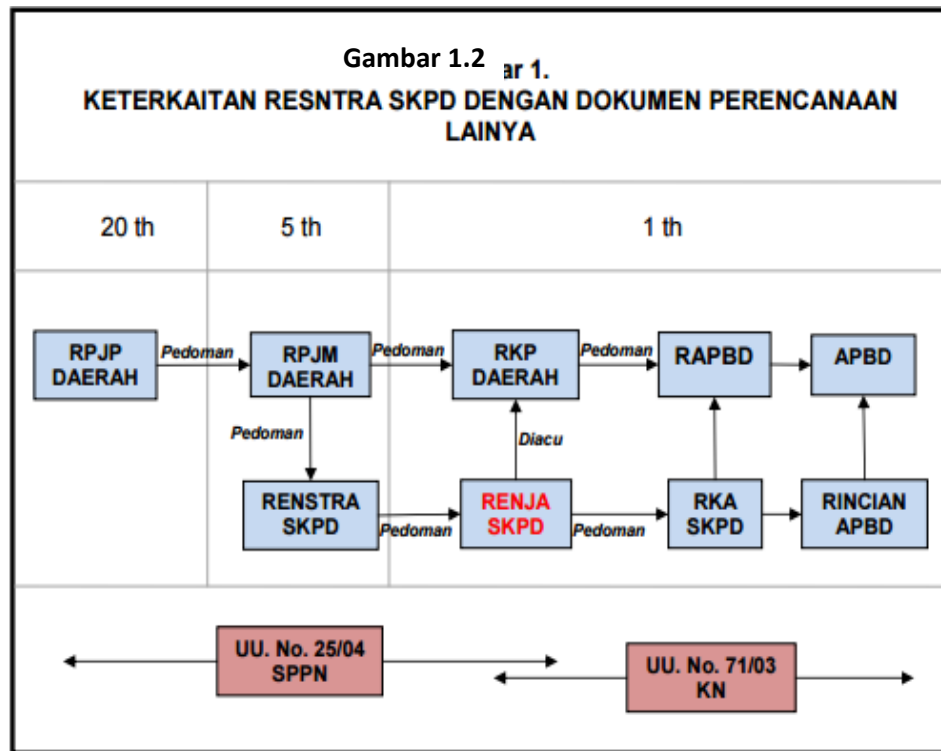 Gambar 1.2
ar 1.
KETERKAITAN RESNTRA SKPD DENGAN DOKUMEN PERENCANAAN
LAINYA
20 th
5 th
1 th
RPJP
DAERAH
Pedoman
RPJM
DAERAH
Pedoman
RKP
DAERAH
Pedoman
RAPBD
APBD
Pedoman
Diacu
RENSTRA
SKPD
Pedoman
RENJA
SKPD
Pedoman
RKA
SKPD
RINCIAN
APBD
UU. No. 25/04
SPPN
UU. No. 71/03
KN